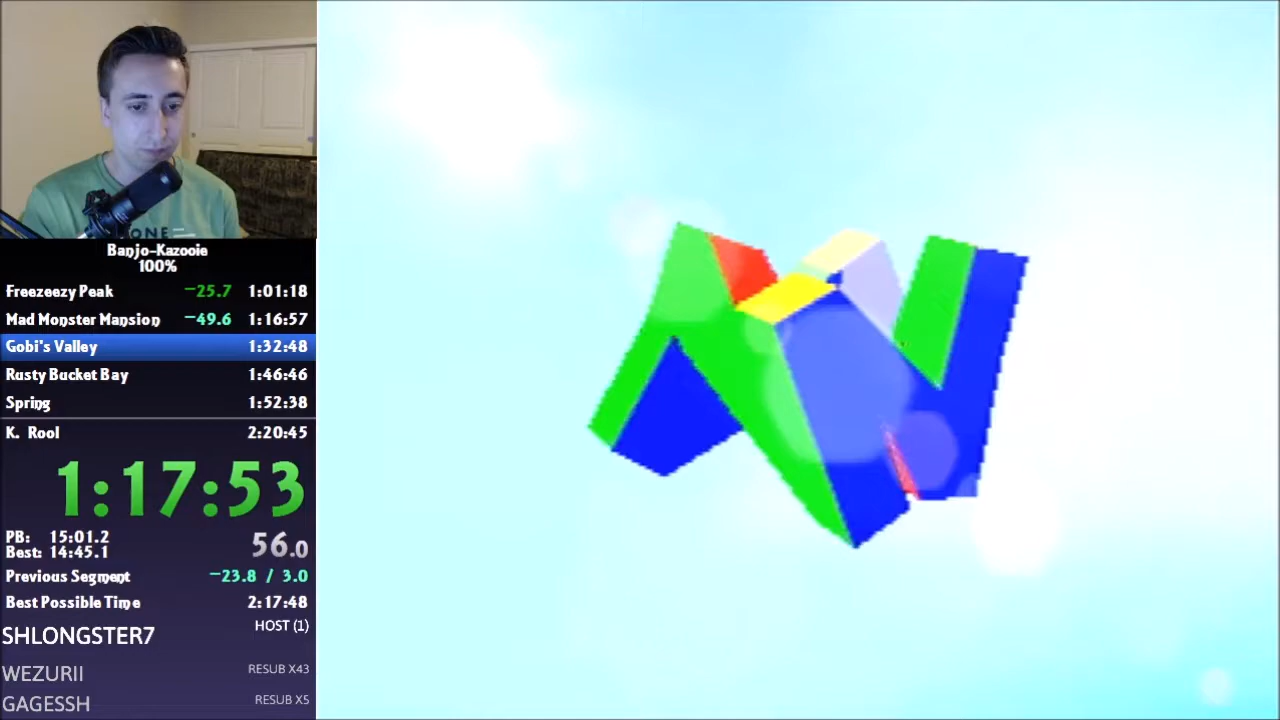 ONE
Banjo-Kazooie
100%
Freezeezy Peak −25.7 1:01:18
Mad Monster Mansion −49.6 1:16:57
Gobi's Valley 1:32:48
Rusty Bucket Bay 1:46:46
Spring 1:52:38
K. Rool 2:20:45
1:17:53
PB: 15:01.2
Best: 14:45.1
56.0
Previous Segment −23.8 / 3.0
Best Possible Time 2:17:48
SHLONGSTER7 HOST (1)
WEZURII RESUB X43
GAGESSH RESUB X5